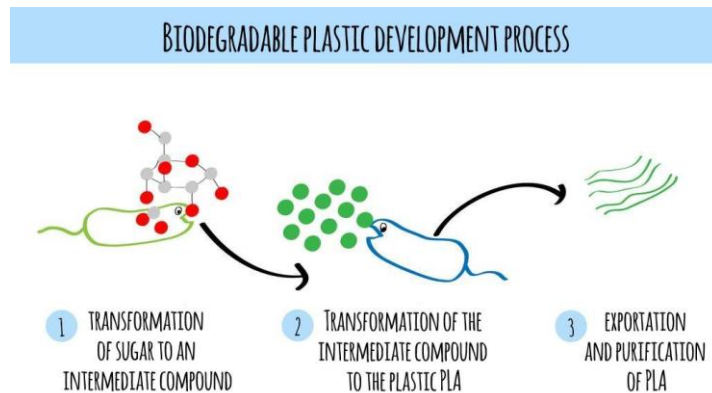 BIODEGRADABLE PLASTIC DEVELOPMENT PROCESS
1 TRANSFORMATION
OF SUGAR TO AN
INTERMEDIATE COMPOUND
2 TRANSFORMATION OF THE
INTERMEDIATE COMPOUND
TO THE PLASTIC PLA
3 EXPORTATION
AND PURIFICATION
OF PLA